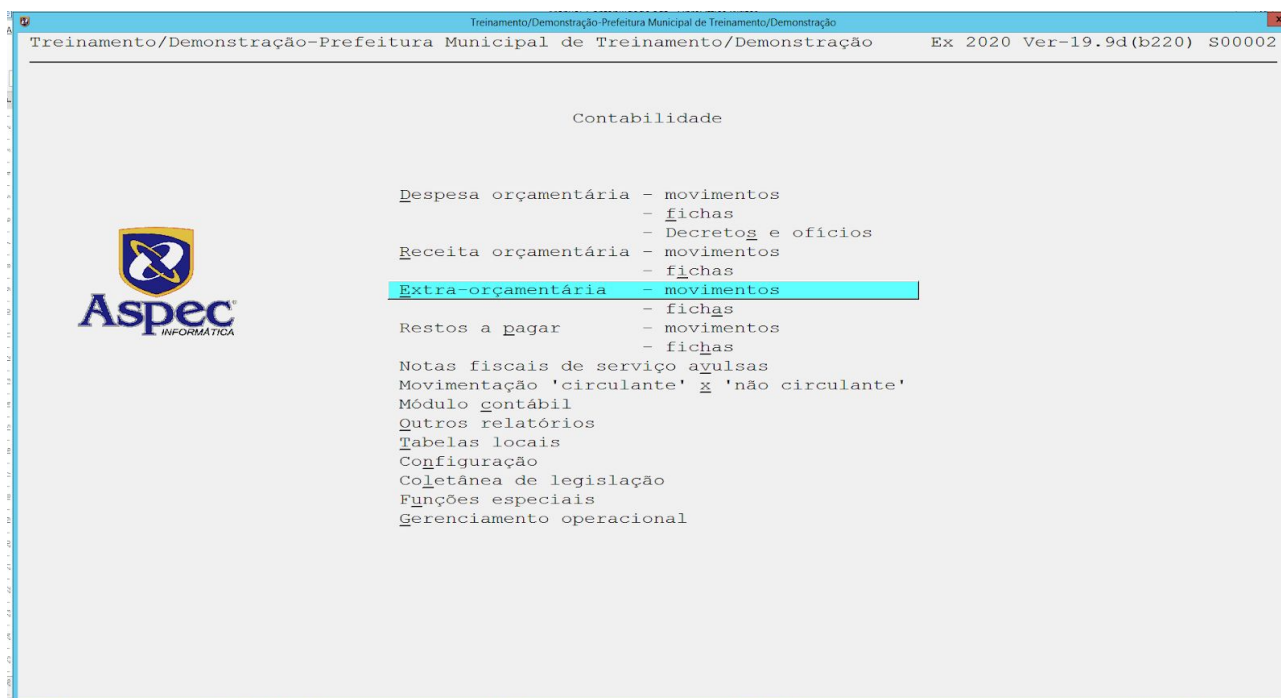 Treinamento/Demonstração-Prefeitura Municipal de Treinamento/Demonstração
Treinamento/Demonstração-Prefeitura Municipal de Treinamento/Demonstração Ex 2020 Ver-19.9d(b220) S00002
Contabilidade
Despesa orçamentária - movimentos
- fichas
- Decretos e ofícios
Receita orçamentária - movimentos
- fichas
Extra-orçamentária - movimentos
- fichas
Restos a pagar - movimentos
- fichas
Notas fiscais de serviço avulsas
Movimentação 'circulante' x 'não circulante'
Módulo contábil
Outros relatórios
Tabelas locais
Configuração
Coletânea de legislação
Funções especiais
Gerenciamento operacional
Aspec
INFORMÁTICA